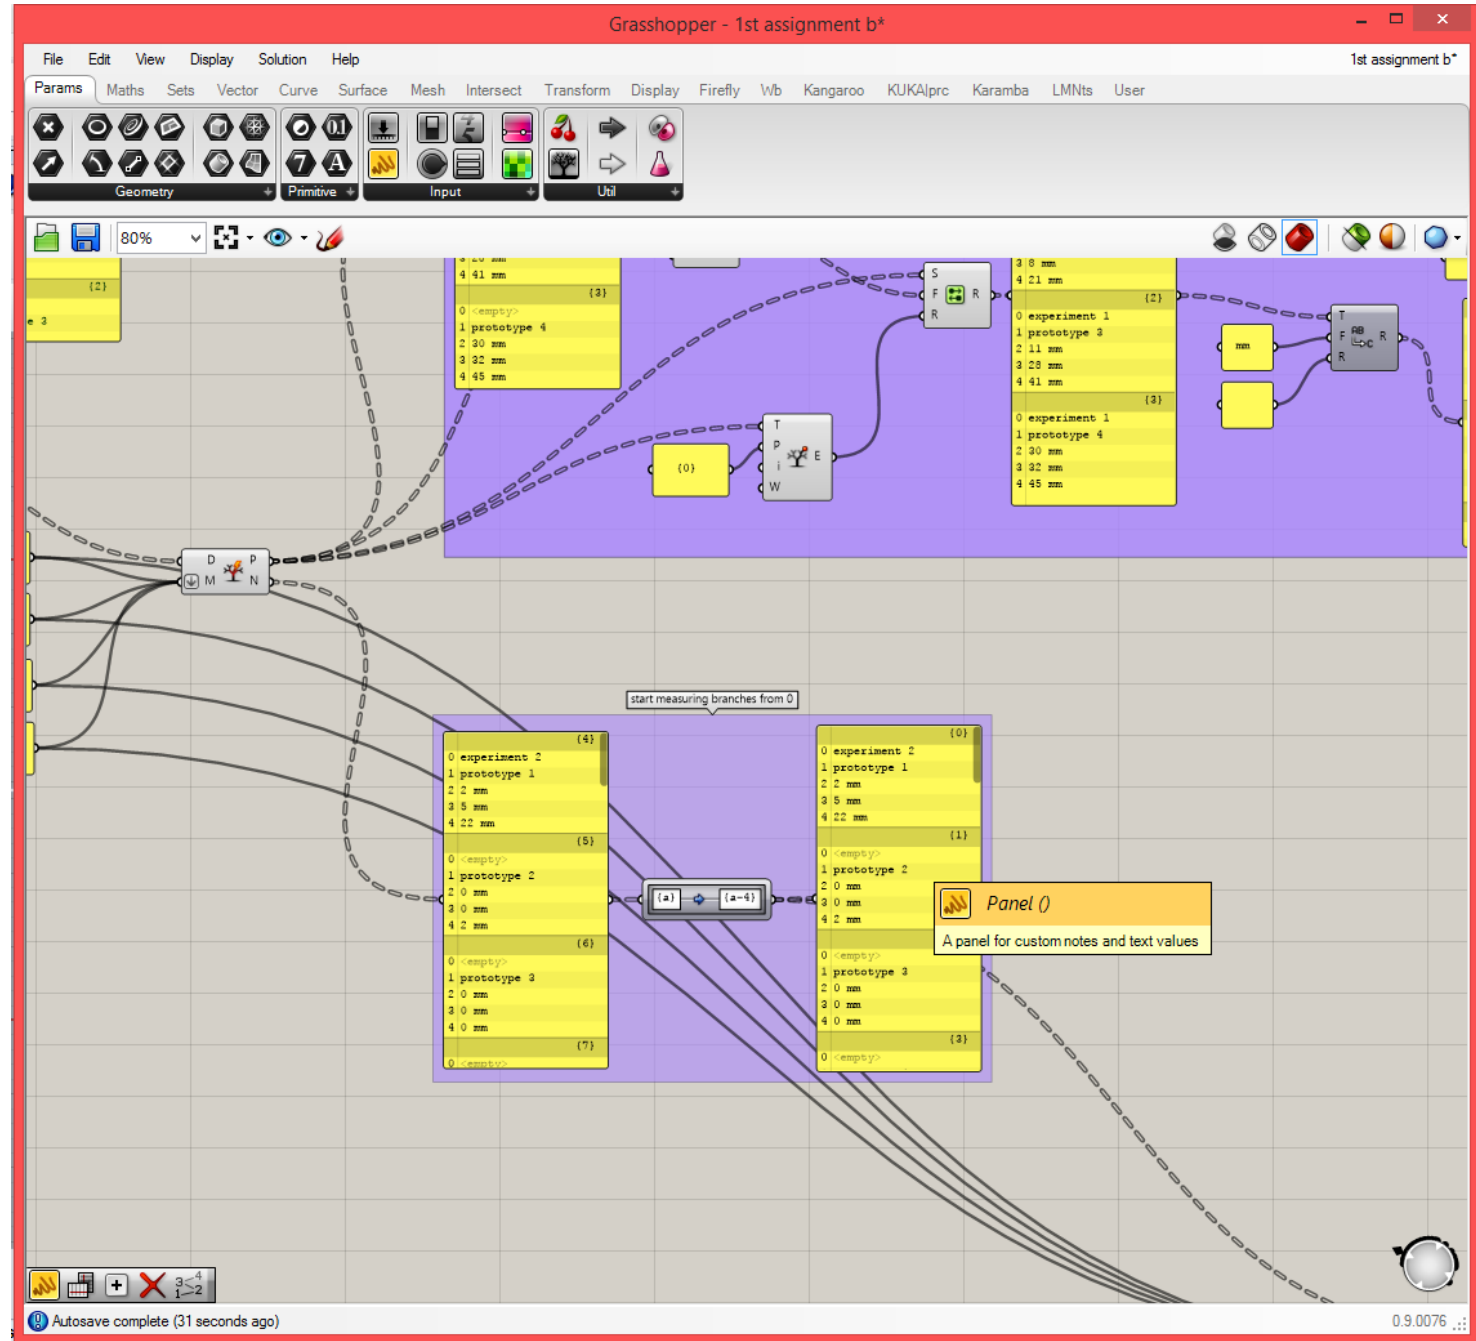 Grasshopper - 1st assignment b*
File Edit View Display Solution Help
1st assignment b*
Params Maths Sets Vector Curve Surface Mesh Intersect Transform Display Firefly Wb Kangaroo KUKA|prc Karamba LMNts User
0.1
7 A
Geometry Primitive Input Util
80%
{2}
e 3
4 41 mm
{3}
0 <empty>
1 prototype 4
2 30 mm
3 32 mm
4 45 mm
S
F R
R
3 8 mm
4 21 mm
{2}
0 experiment 1
1 prototype 3
2 11 mm
3 28 mm
4 41 mm
{3}
0 experiment 1
1 prototype 4
2 30 mm
3 32 mm
4 45 mm
mm
T
F AB C R
R
{0}
T
P
i E
W
D P
M N
start measuring branches from 0
{4}
0 experiment 2
1 prototype 1
2 2 mm
3 5 mm
4 22 mm
{5}
0 <empty>
1 prototype 2
2 0 mm
3 0 mm
4 2 mm
{6}
0 <empty>
1 prototype 3
2 0 mm
3 0 mm
4 0 mm
{7}
0 <empty>
{a} {a-4}
{0}
0 experiment 2
1 prototype 1
2 2 mm
3 5 mm
4 22 mm
{1}
0 <empty>
1 prototype 2
2 0 mm
3 0 mm
4 2 mm
0 <empty>
1 prototype 3
2 0 mm
3 0 mm
4 0 mm
{3}
0 <empty>
Panel ()
A panel for custom notes and text values
3<4
1<2
Autosave complete (31 seconds ago)
0.9.0076